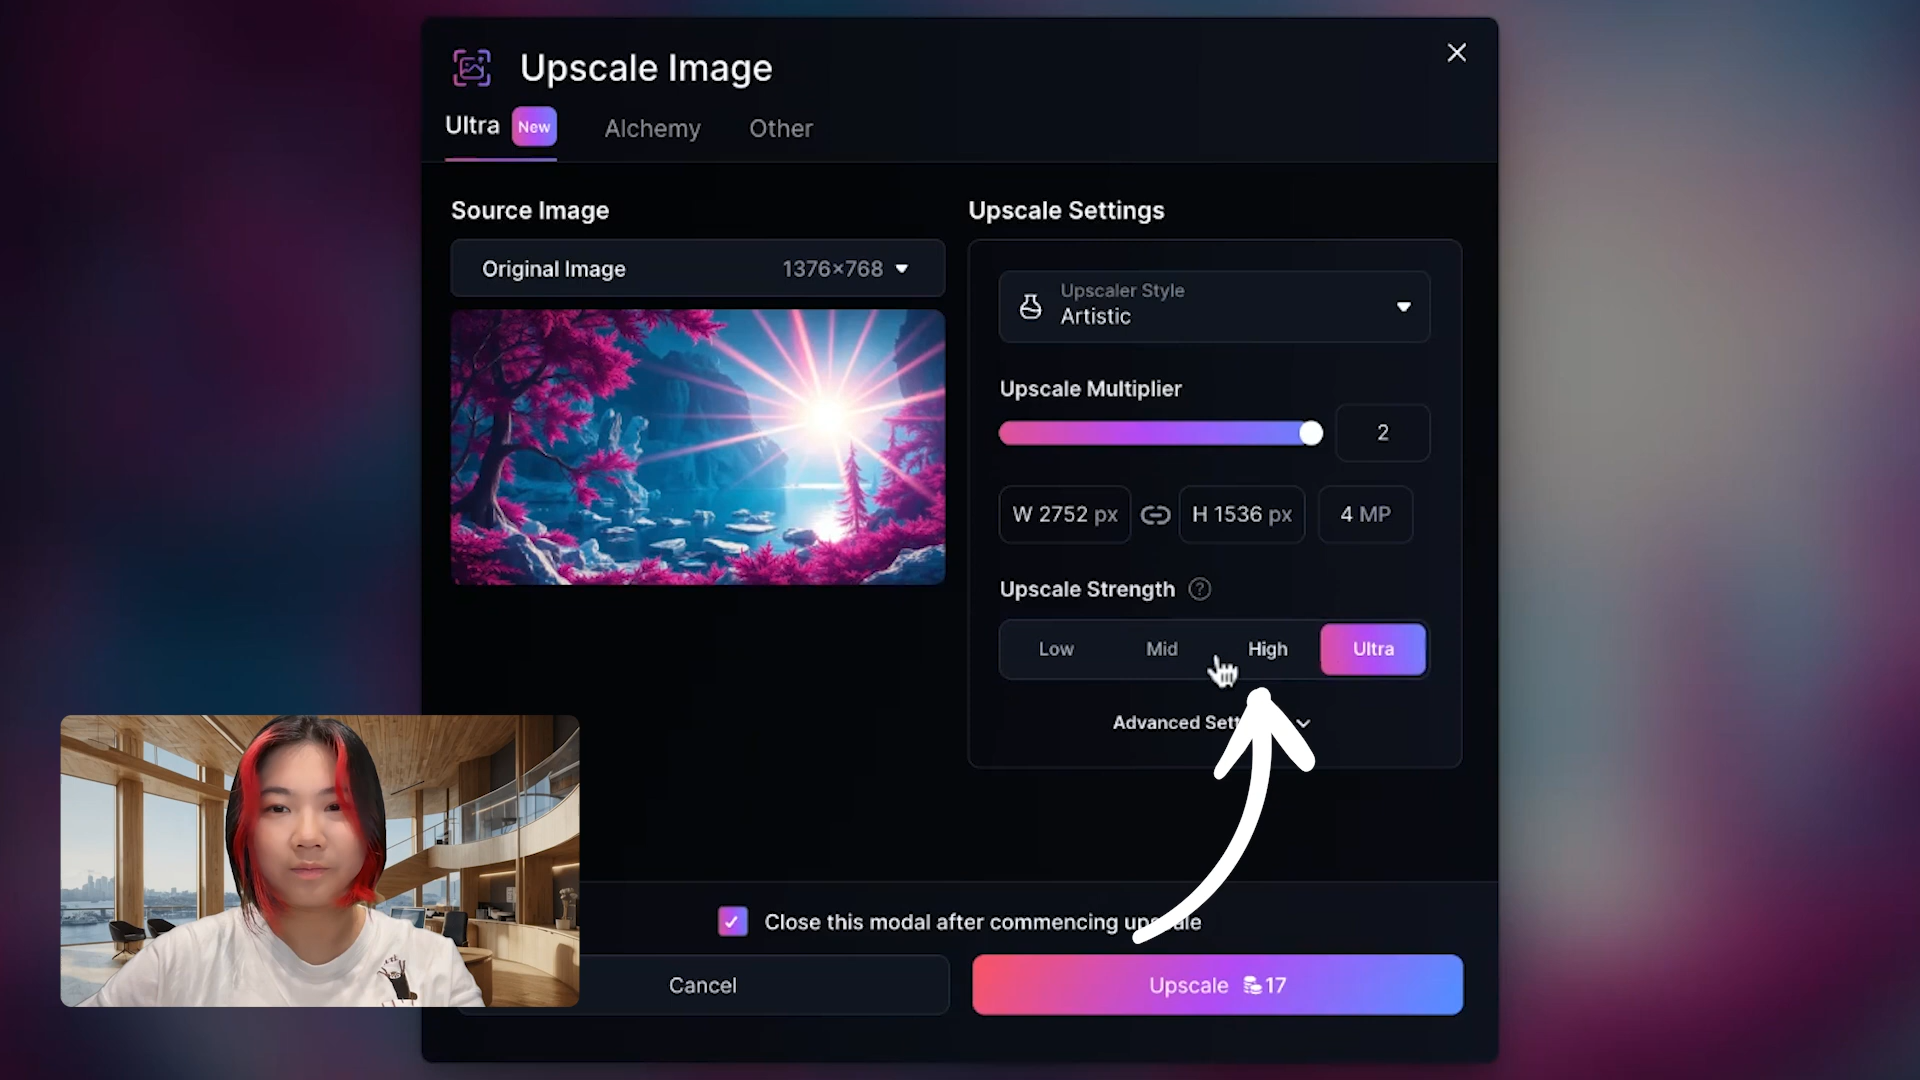 Upscale Image
Ultra New Alchemy Other
Source Image
Original Image 1376×768
Upscale Settings
Upscaler Style
Artistic
Upscale Multiplier
2
W 2752 px H 1536 px 4 MP
Upscale Strength ?
Low Mid High Ultra
Advanced Sett
Close this modal after commencing upscale
Cancel Upscale 17